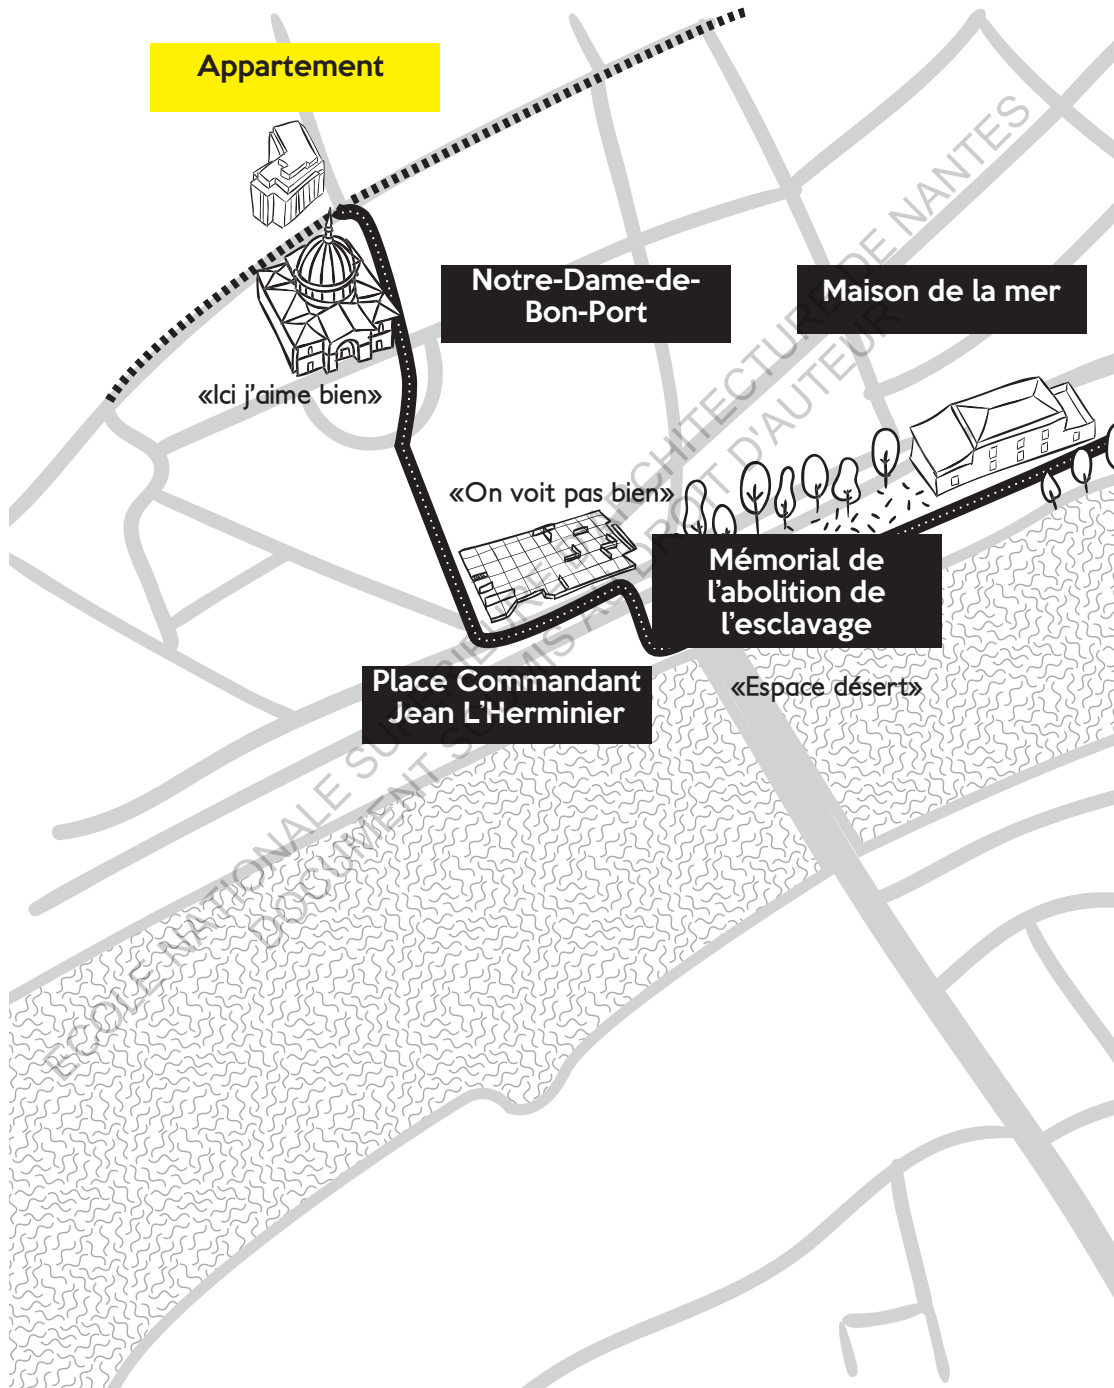 Appartement
Notre-Dame-de-
Bon-Port
Maison de la mer
«Ici j'aime bien»
«On voit pas bien»
Mémorial de
l'abolition de
l'esclavage
Place Commandant
Jean L'Herminier
«Espace désert»
ECOLE NATIONALE SUPERIEURE D'ARCHITECTURE DE NANTES
DOCUMENT SOUMIS AU DROIT D'AUTEUR